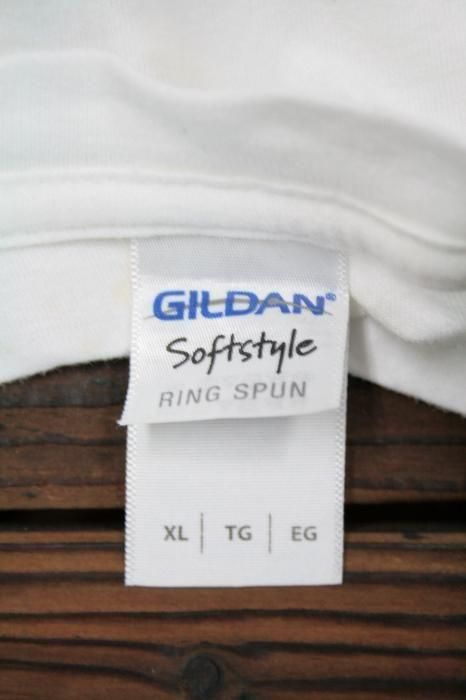 GILDAN®
Softstyle
RING SPUN
XL | TG | EG